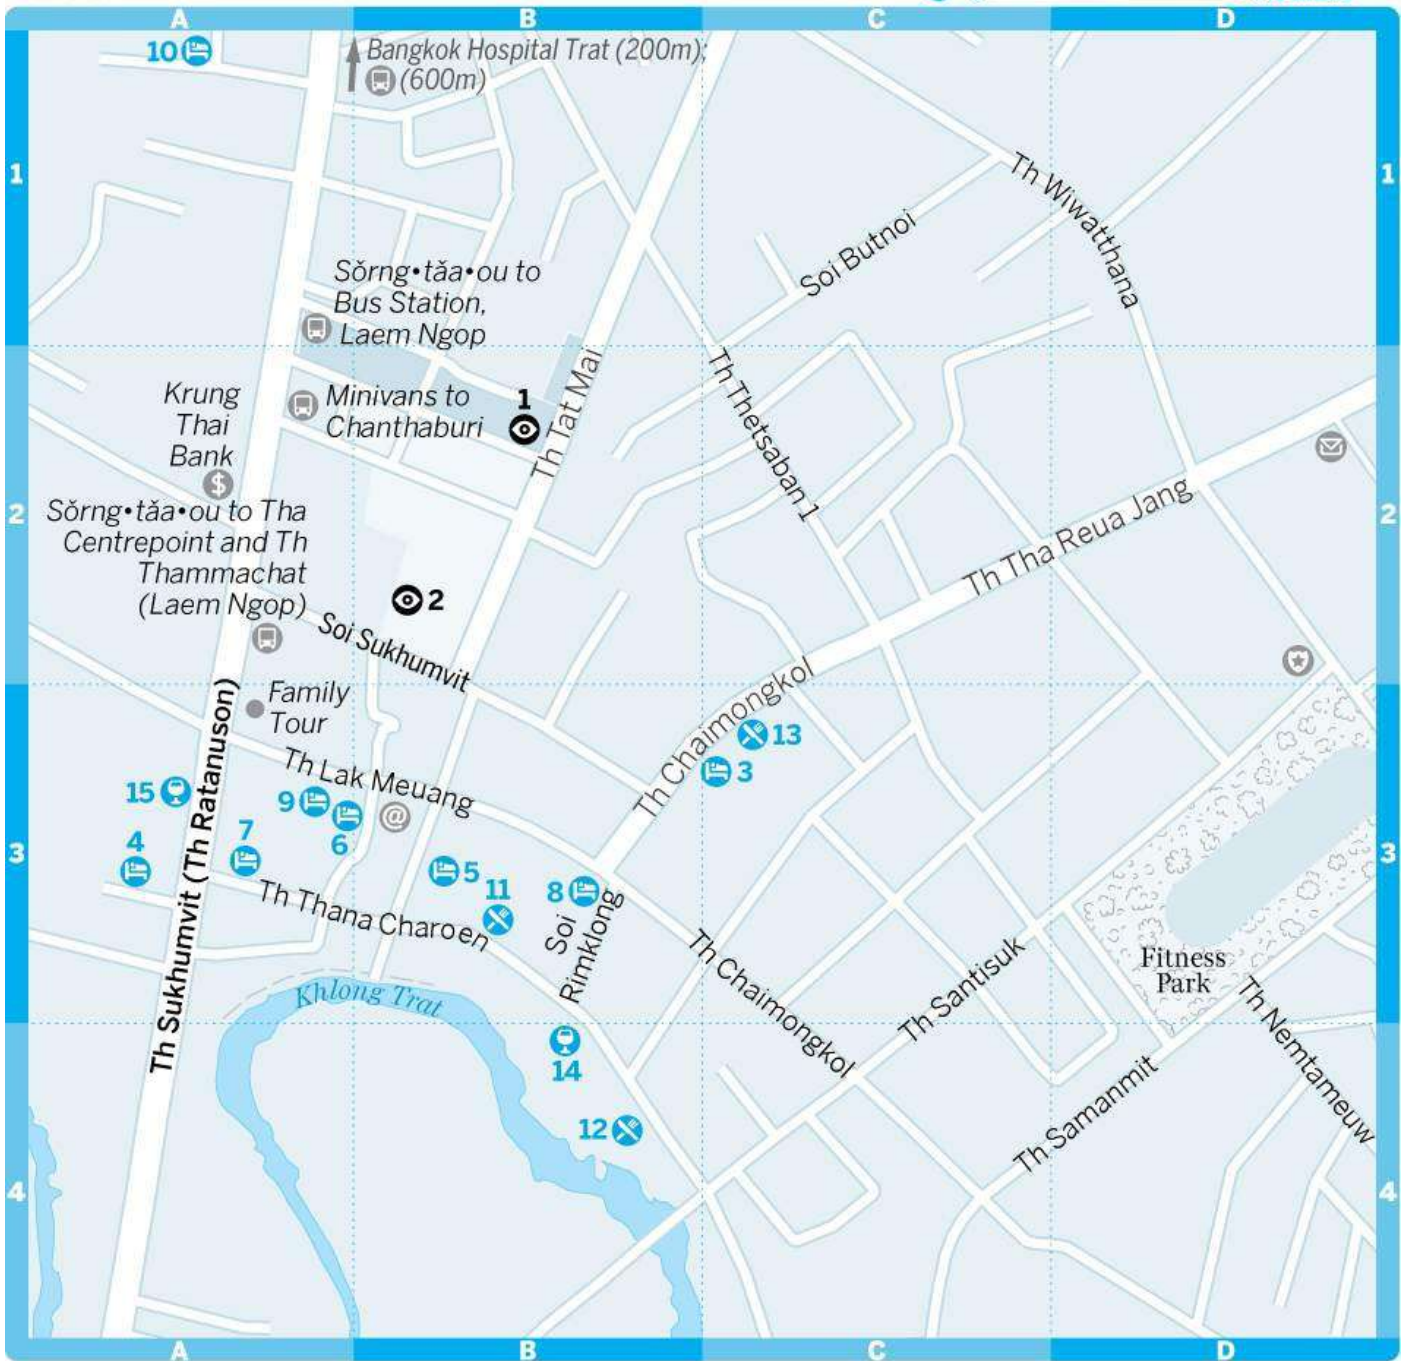 A
B
C
D
10
Bangkok Hospital Trat (200m);
(600m)
1
1
Th Wiwatthana
Soi Butnoi
Sŏrng•tăa•ou to
Bus Station,
Laem Ngop
Th Tat Mai
Krung
Thai
Bank
$
Minivans to
Chanthaburi
1
Th Thetsaban 1
2
2
Sŏrng•tăa•ou to Tha
Centrepoint and Th
Thammachat
(Laem Ngop)
Th Tha Reua Jang
2
Soi Sukhumvit
Family
Tour
Th Chaimongkol
13
3
Th Lak Meuang
15
9
6
@
4
7
3
3
5
11
8
Th Sukhumvit (Th Ratanuson)
Th Thana Charoen
Soi
Rimklong
Th Chaimongkol
Th Santisuk
Fitness
Park
Khlong Trat
Th Nemtameuw
14
Th Samanmit
12
4
4
A
B
C
D